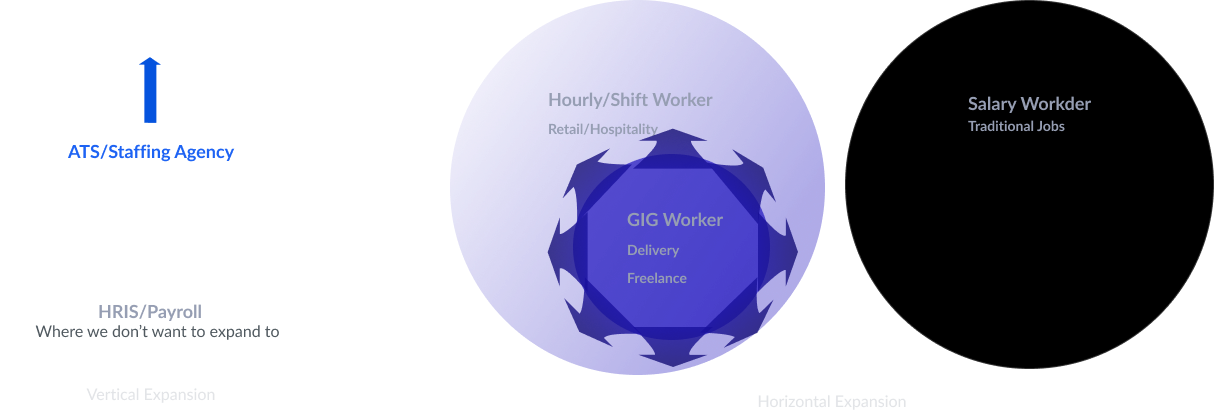 ATS/Staffing Agency
HRIS/Payroll
Where we don't want to expand to
Vertical Expansion
Hourly/Shift Worker
Retail/Hospitality
GIG Worker
Delivery
Freelance
Salary Workder
Traditional Jobs
Horizontal Expansion